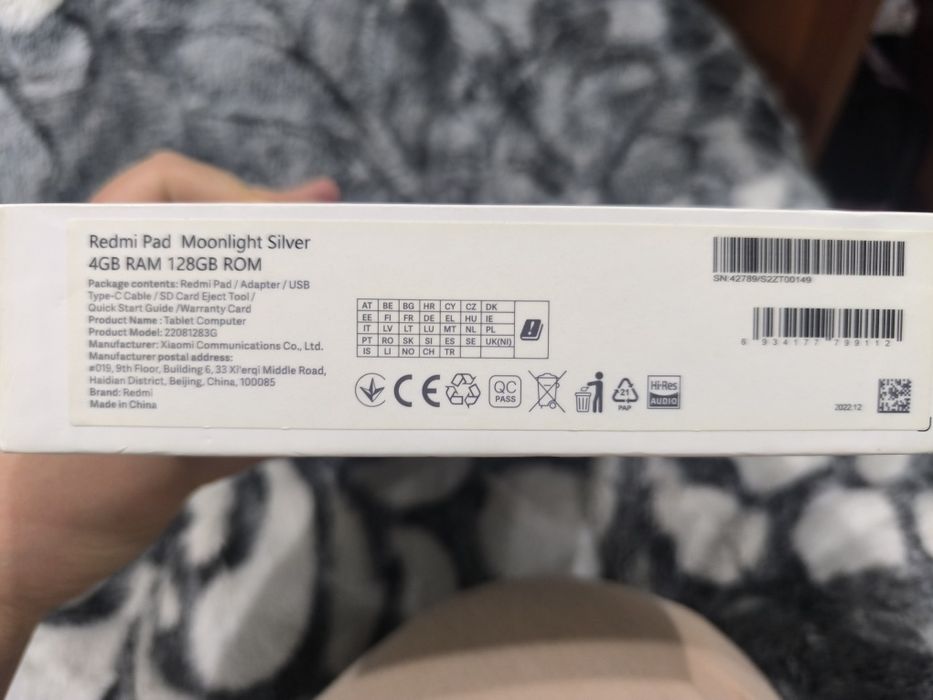 Redmi Pad Moonlight Silver
4GB RAM 128GB ROM
Package contents: Redmi Pad / Adapter / USB
Type-C Cable / SD Card Eject Tool /
Quick Start Guide /Warranty Card
Product Name : Tablet Computer
Product Model: 22081283G
Manufacturer: Xiaomi Communications Co., Ltd.
Manufacturer postal address:
#019, 9th Floor, Building 6, 33 Xi'erqi Middle Road,
Haidian District, Beijing, China, 100085
Brand: Redmi
Made in China
AT BE BG HR CY CZ DK
EE FI FR DE EL HU IE
IT LV LT LU MT NL PL
PT RO SK SI ES SE UK(NI)
IS LI NO CH TR
CE
QC
PASS
21
PAP
Hi-Res
AUDIO
SN:42789/S2ZT00149
6 934177 799112
2022.12